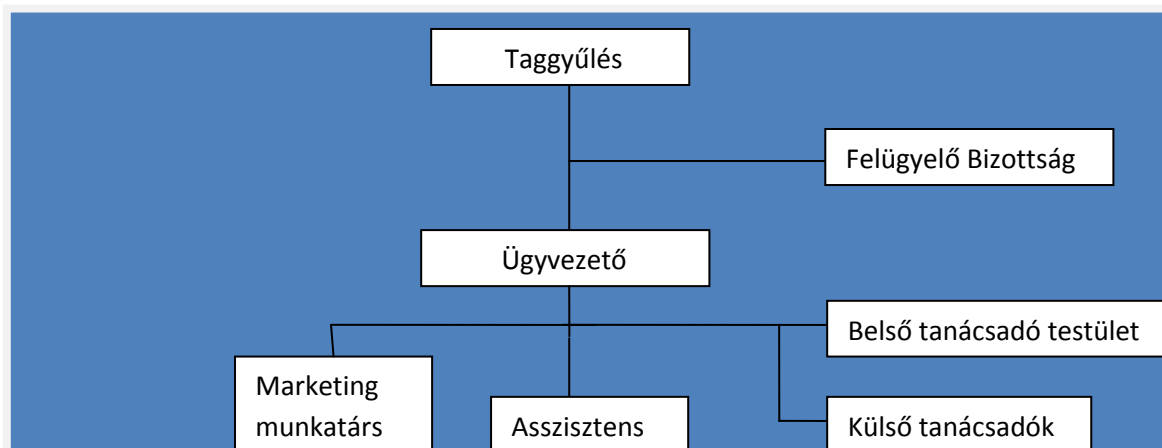 Taggyűlés
Felügyelő Bizottság
Ügyvezető
Belső tanácsadó testület
Marketing
munkatárs
Asszisztens
Külső tanácsadók